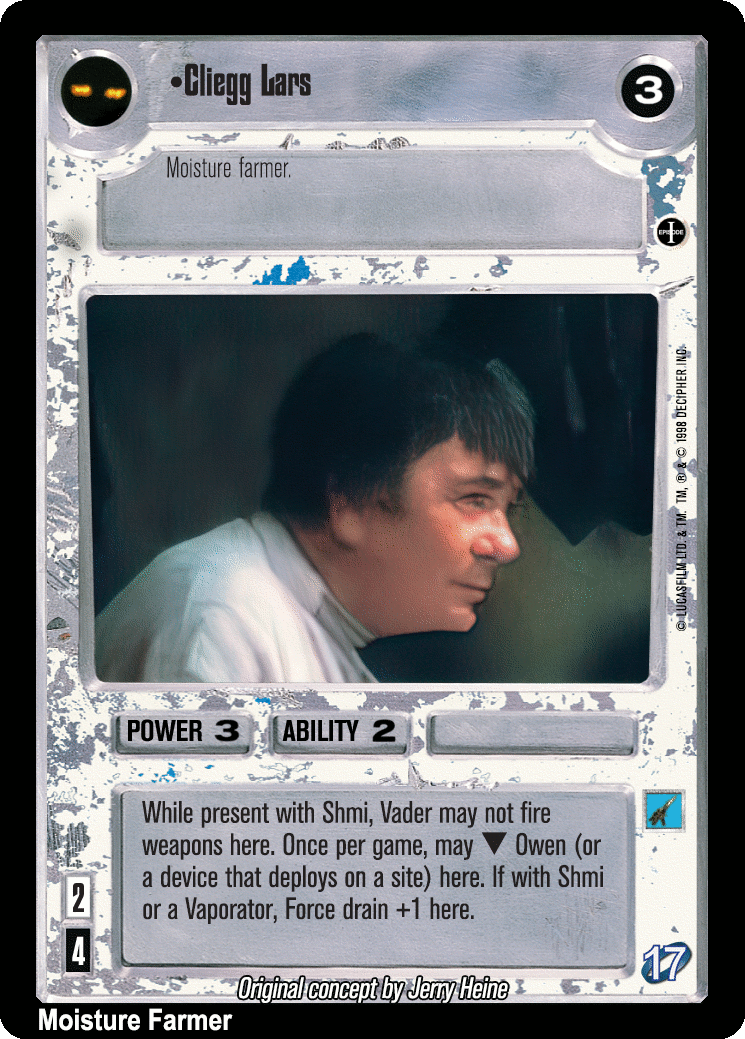 •Cliegg Lars
3
Moisture farmer.
EPISODE
I
© LUCASFILM LTD. & TM. TM, ® & © 1998 DECIPHER INC.
POWER 3
ABILITY 2
While present with Shmi, Vader may not fire
weapons here. Once per game, may ▼ Owen (or
a device that deploys on a site) here. If with Shmi
or a Vaporator, Force drain +1 here.
2
4
17
Original concept by Jerry Heine
Moisture Farmer